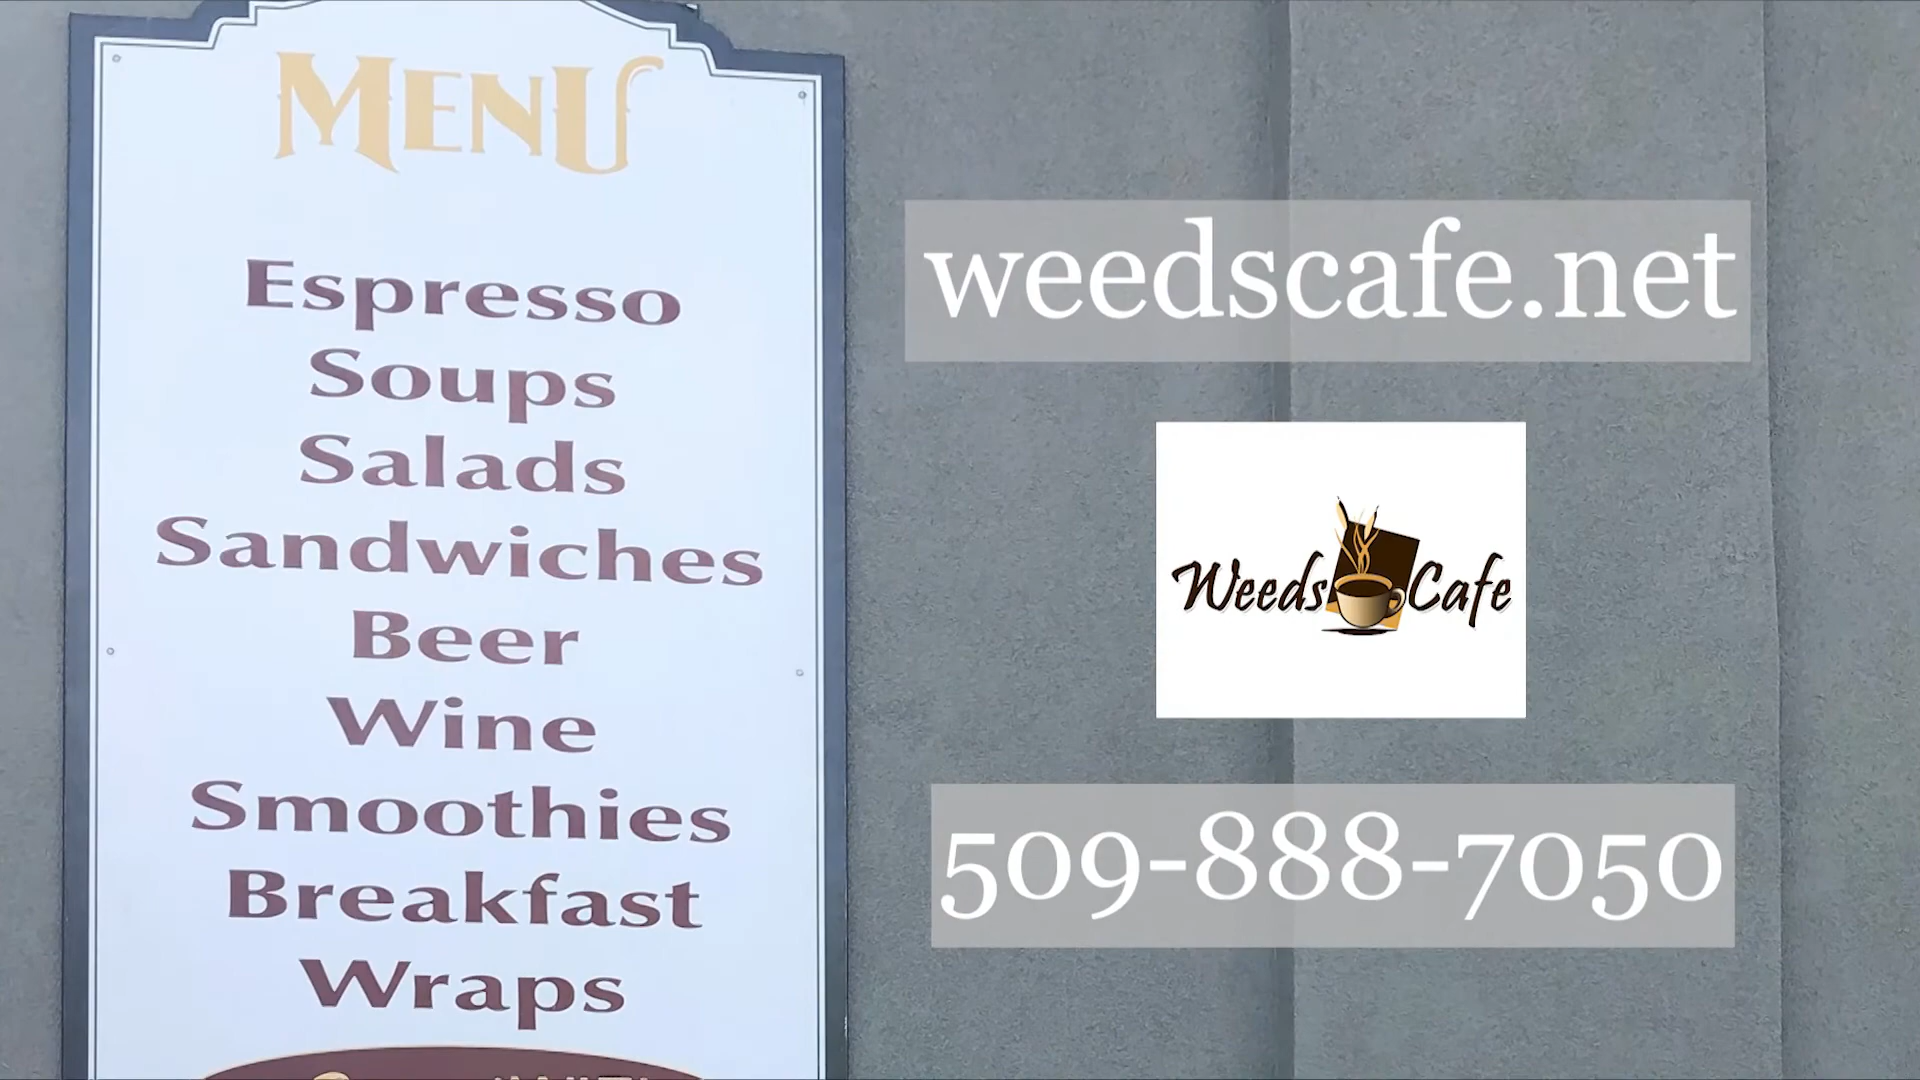 MENU
Espresso
Soups
Salads
Sandwiches
Beer
Wine
Smoothies
Breakfast
Wraps
weedscafe.net
Weeds Cafe
509-888-7050